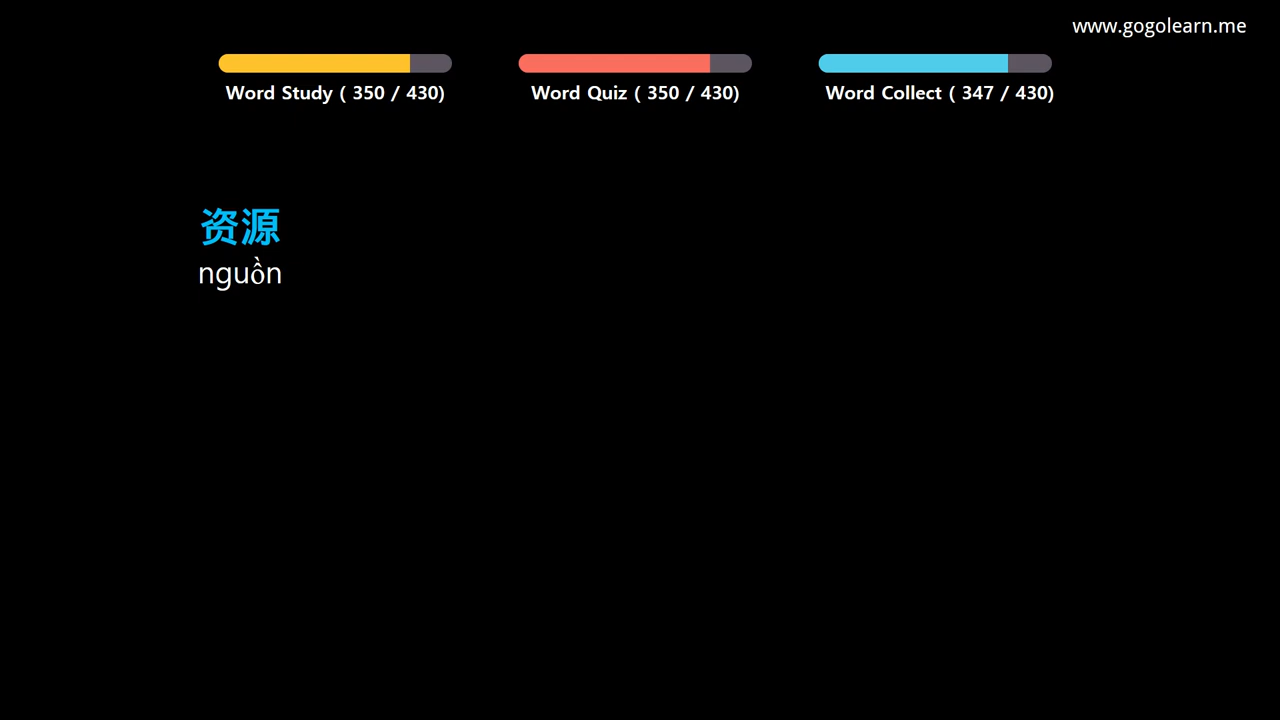 www.gogolearn.me
Word Study ( 350 / 430)
Word Quiz ( 350 / 430)
Word Collect ( 347 / 430)
资源
nguồn